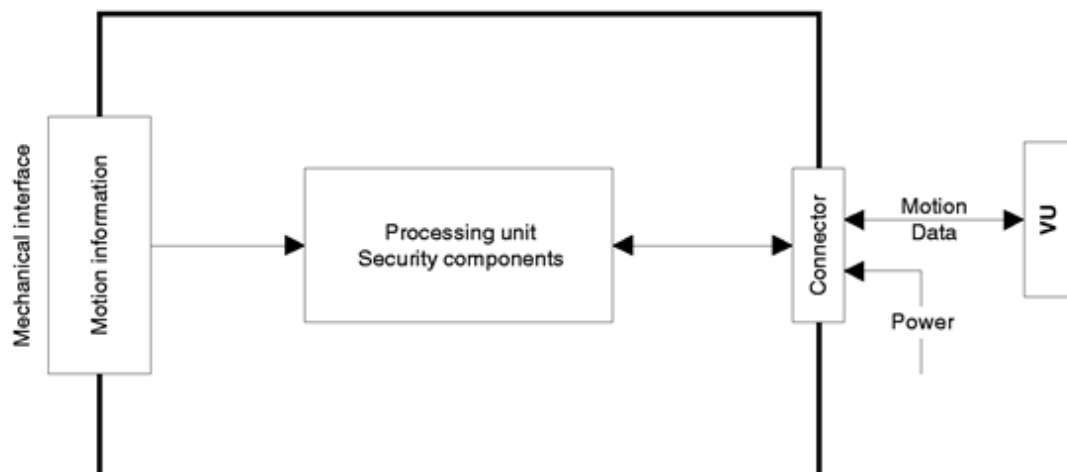 Mechanical interface
Motion information
Processing unit
Security components
Connector
Motion
Data
Power
VU